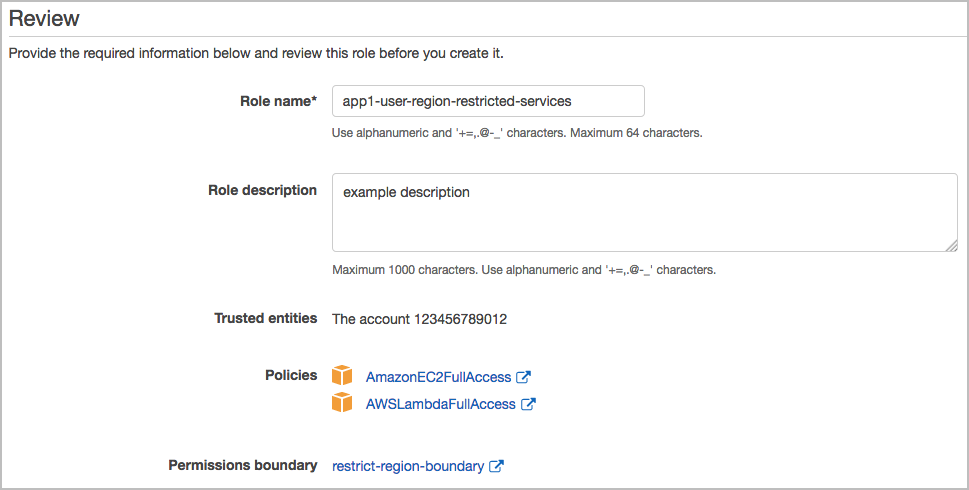 Review
Provide the required information below and review this role before you create it.
Role name* app1-user-region-restricted-services
Use alphanumeric and '+=,.@-_' characters. Maximum 64 characters.
Role description example description
Maximum 1000 characters. Use alphanumeric and '+=,.@-_' characters.
Trusted entities The account 123456789012
Policies AmazonEC2FullAccess
AWSLambdaFullAccess
Permissions boundary restrict-region-boundary